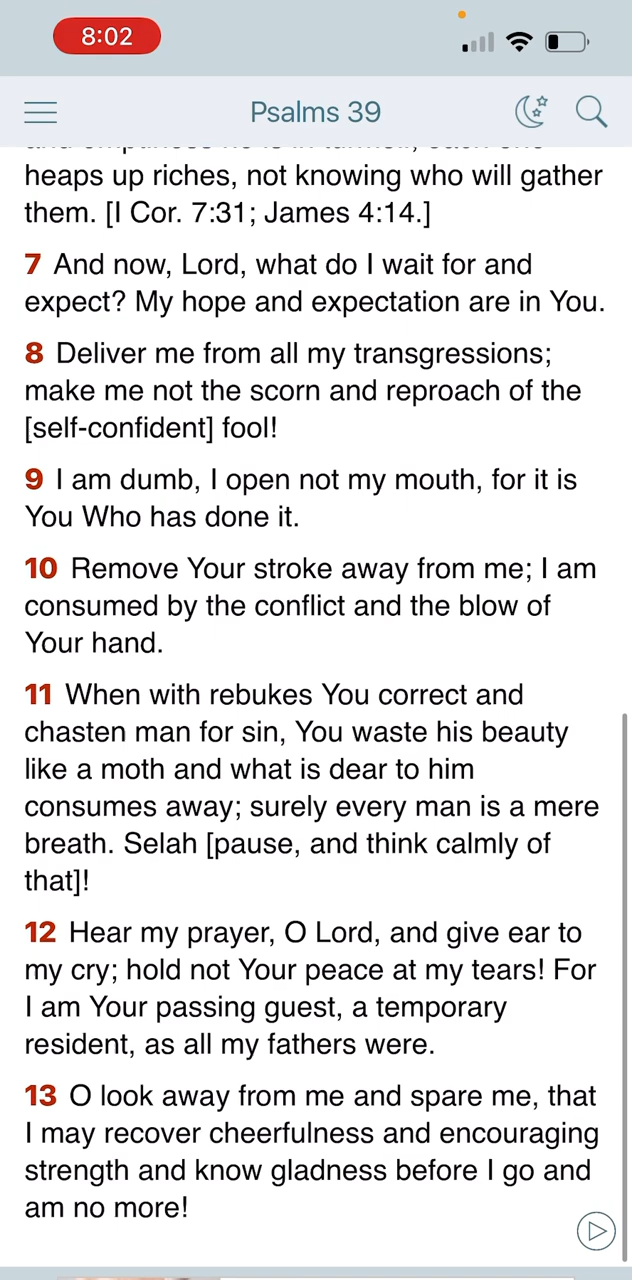 8:02
Psalms 39
heaps up riches, not knowing who will gather
them. [I Cor. 7:31; James 4:14.]
7 And now, Lord, what do I wait for and
expect? My hope and expectation are in You.
8 Deliver me from all my transgressions;
make me not the scorn and reproach of the
[self-confident] fool!
9 I am dumb, I open not my mouth, for it is
You Who has done it.
10 Remove Your stroke away from me; I am
consumed by the conflict and the blow of
Your hand.
11 When with rebukes You correct and
chasten man for sin, You waste his beauty
like a moth and what is dear to him
consumes away; surely every man is a mere
breath. Selah [pause, and think calmly of
that]!
12 Hear my prayer, O Lord, and give ear to
my cry; hold not Your peace at my tears! For
I am Your passing guest, a temporary
resident, as all my fathers were.
13 O look away from me and spare me, that
I may recover cheerfulness and encouraging
strength and know gladness before I go and
am no more!